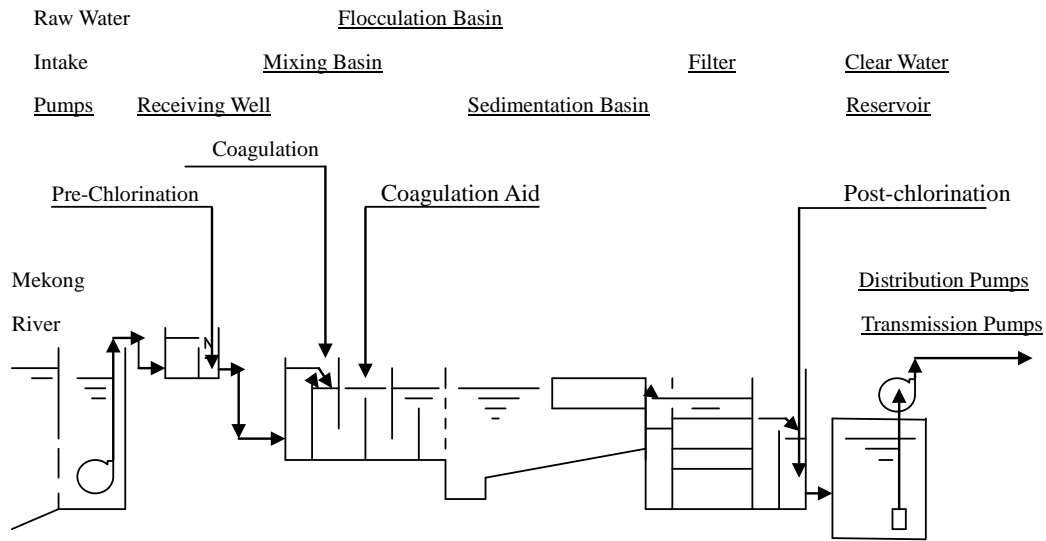 Raw Water
Flocculation Basin
Intake
Mixing Basin
Filter
Clear Water
Pumps
Receiving Well
Sedimentation Basin
Reservoir
Coagulation
Pre-Chlorination
Coagulation Aid
Post-chlorination
Mekong
Distribution Pumps
River
Transmission Pumps